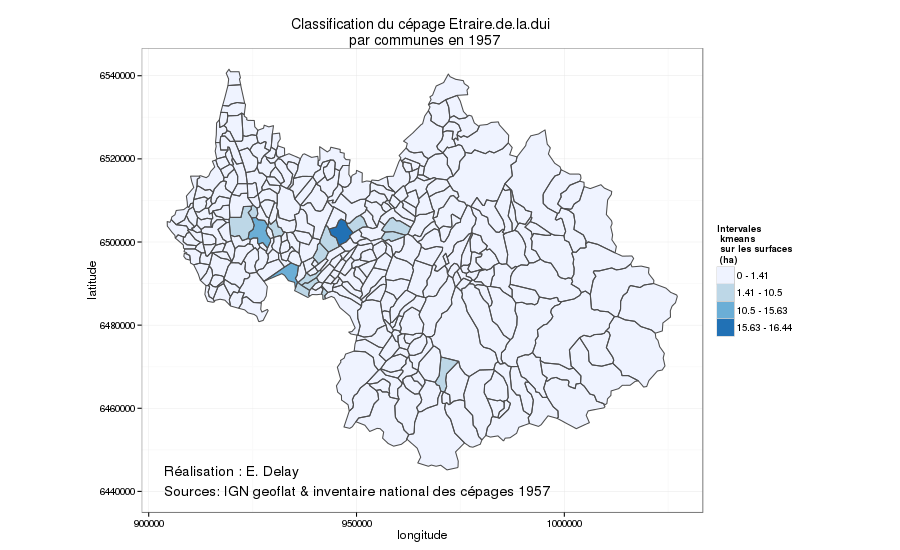 Classification du cépage Etraire.de.la.dui
par communes en 1957
6540000
6520000
6500000
6480000
6460000
6440000
latitude
900000
950000
1000000
longitude
Réalisation : E. Delay
Sources: IGN geoflat & inventaire national des cépages 1957
Intervales
kmeans
sur les surfaces
(ha)
0 - 1.41
1.41 - 10.5
10.5 - 15.63
15.63 - 16.44